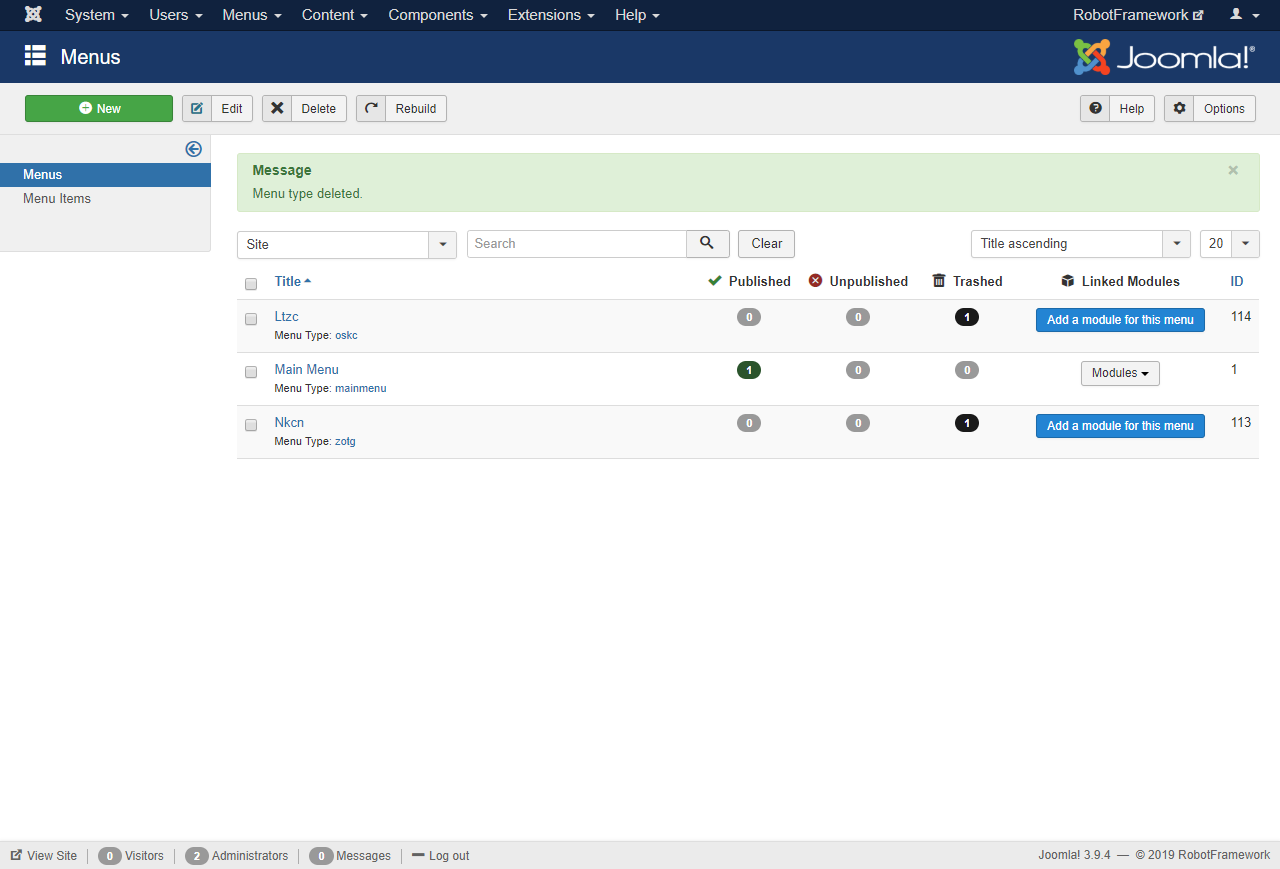 System Users Menus Content Components Extensions Help RobotFramework
Menus Joomla!®
New Edit Delete Rebuild Help Options
Menus
Menu Items
Message ×
Menu type deleted.
Site Search Clear Title ascending 20
Title Published Unpublished Trashed Linked Modules ID
Ltzc 0 0 1 Add a module for this menu 114
Menu Type: oskc
Main Menu 1 0 0 Modules 1
Menu Type: mainmenu
Nkcn 0 0 1 Add a module for this menu 113
Menu Type: zotg
View Site 0 Visitors 2 Administrators 0 Messages Log out Joomla! 3.9.4 — © 2019 RobotFramework